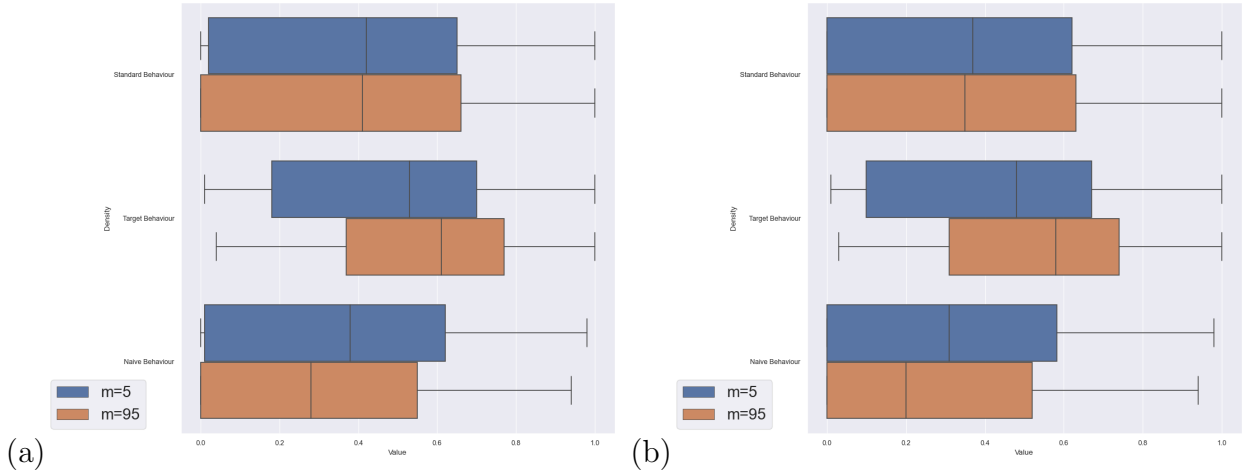 Standard Behaviour
Target Behaviour
Naive Behaviour
Density
0.0 0.2 0.4 0.6 0.8 1.0
Value
m=5
m=95
(a)
Standard Behaviour
Target Behaviour
Naive Behaviour
Density
0.0 0.2 0.4 0.6 0.8 1.0
Value
m=5
m=95
(b)